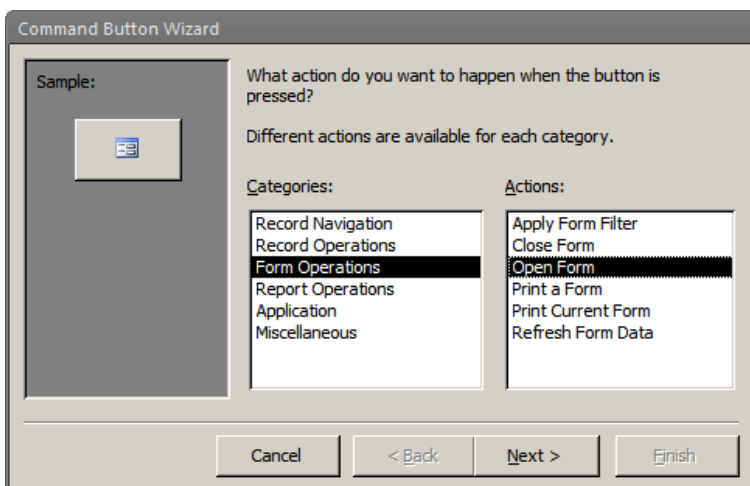 Command Button Wizard
Sample:
What action do you want to happen when the button is
pressed?
Different actions are available for each category.
Categories:
Record Navigation
Record Operations
Form Operations
Report Operations
Application
Miscellaneous
Actions:
Apply Form Filter
Close Form
Open Form
Print a Form
Print Current Form
Refresh Form Data
Cancel
< Back
Next >
Finish